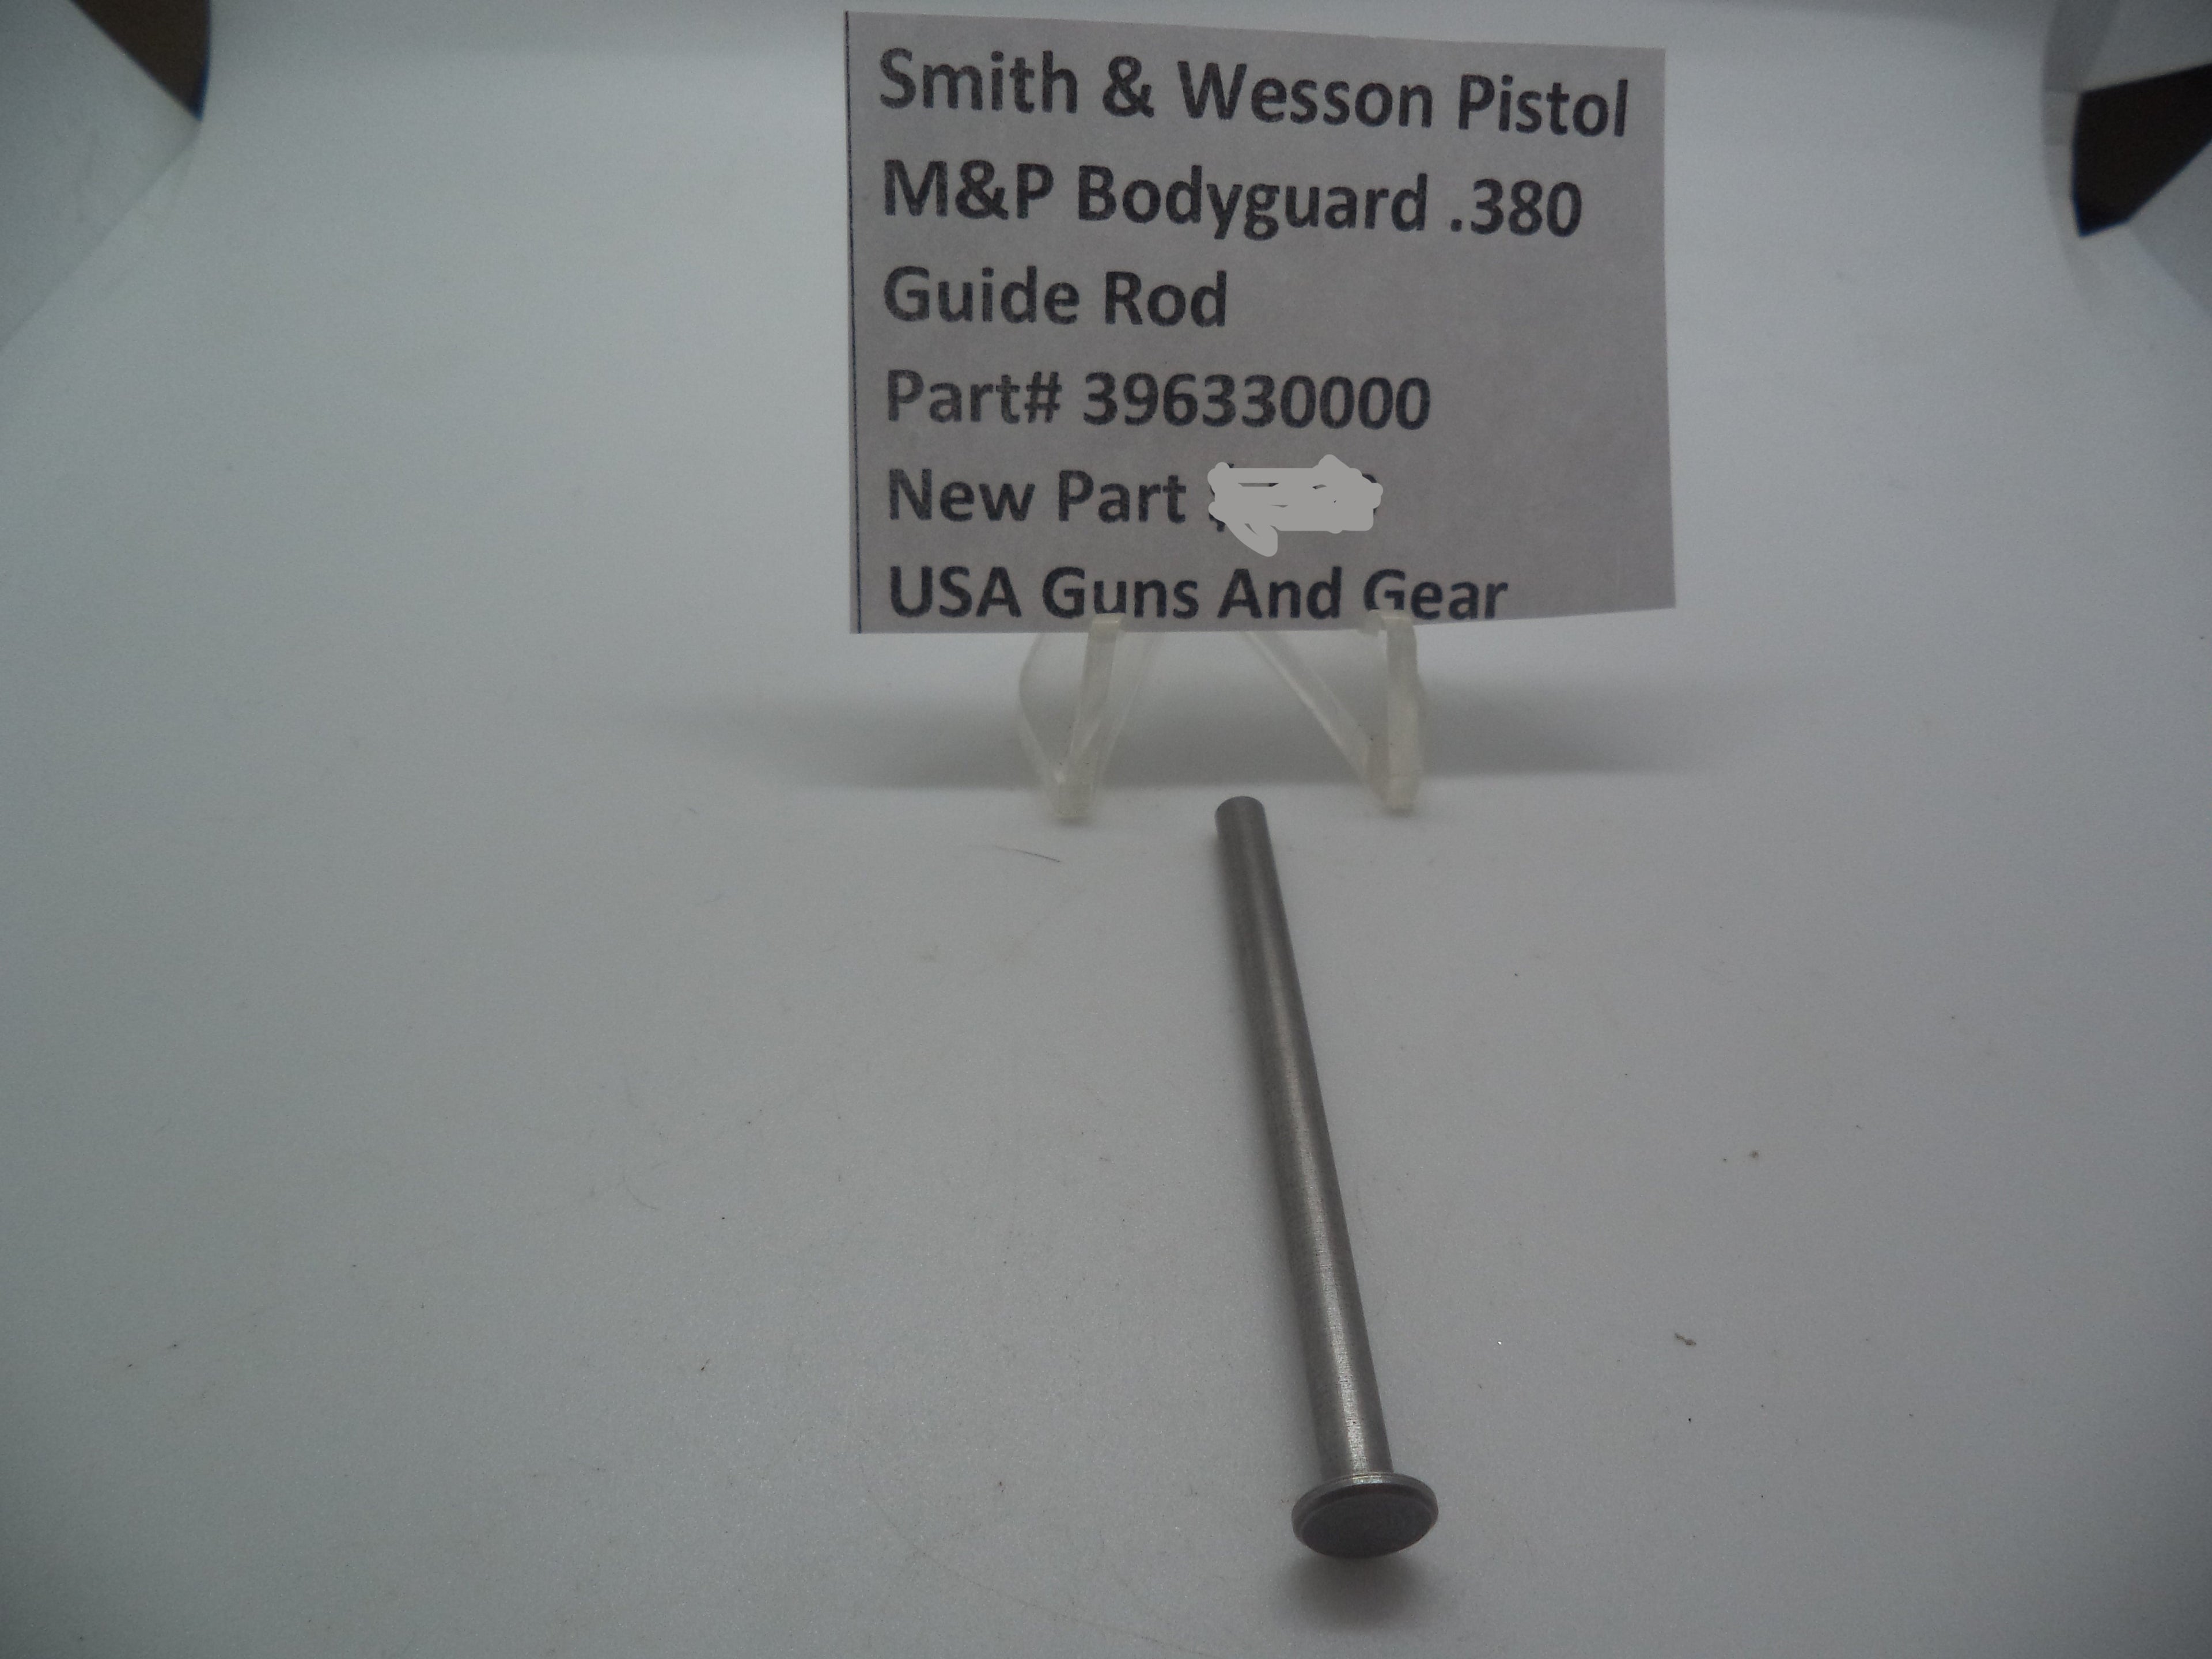 Smith & Wesson Pistol
M&P Bodyguard .380
Guide Rod
Part# 396330000
New Part
USA Guns And Gear